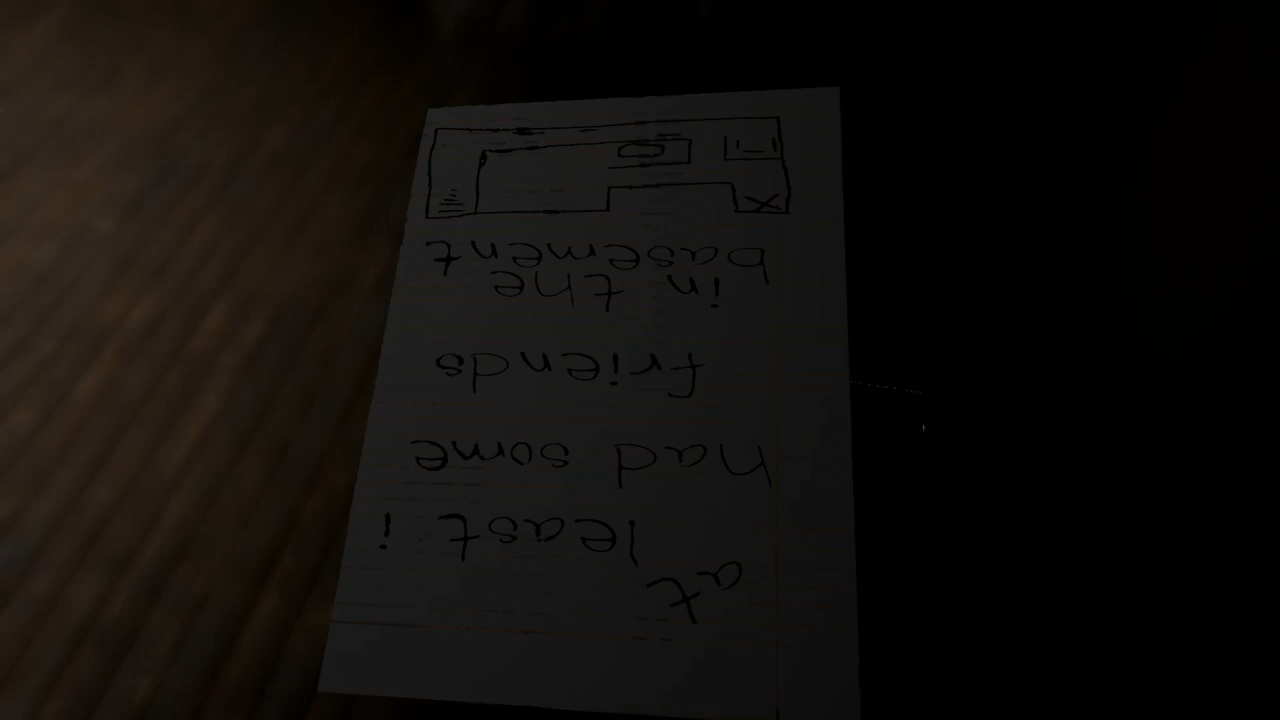 at
least i
had some
friends
in the
basement